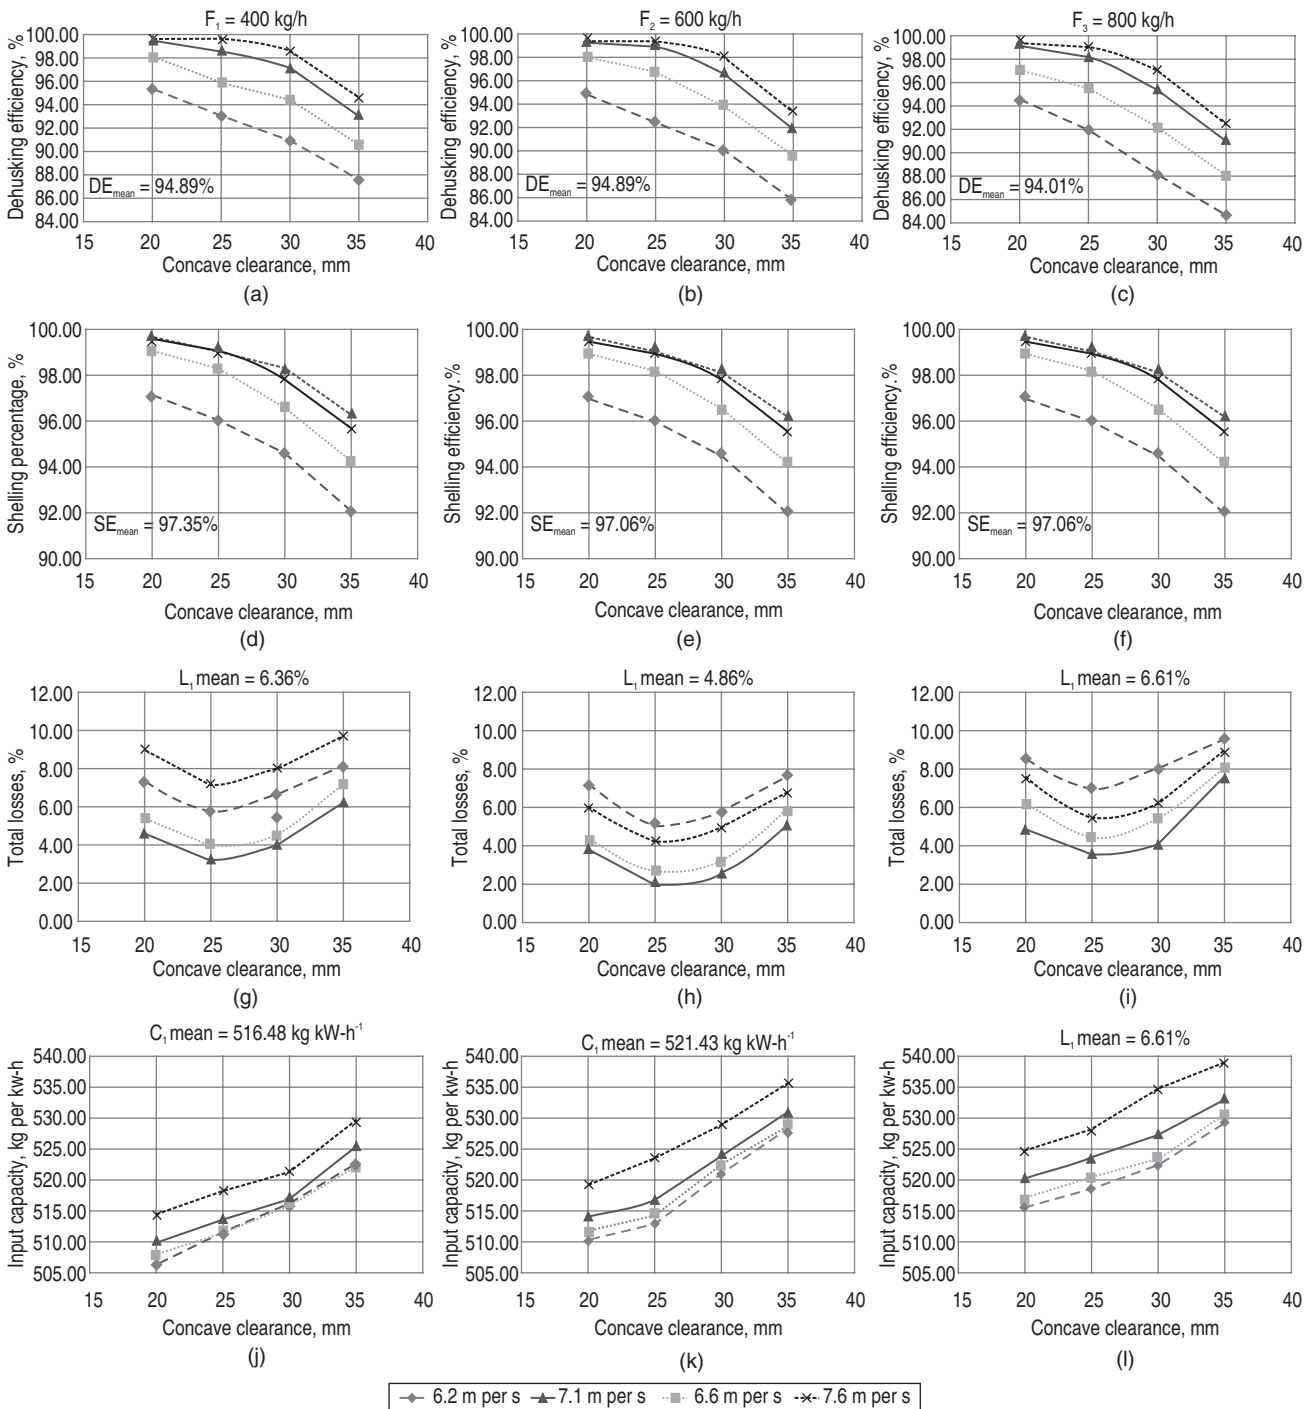 F₁ = 400 kg/h
Dehusking efficiency, %
100.00
98.00
96.00
94.00
92.00
90.00
88.00
86.00
84.00
DEmean = 94.89%
15 20 25 30 35 40
Concave clearance, mm
(a)
F₂ = 600 kg/h
Dehusking efficiency, %
100.00
98.00
96.00
94.00
92.00
90.00
88.00
86.00
84.00
DEmean = 94.89%
15 20 25 30 35 40
Concave clearance, mm
(b)
F₃ = 800 kg/h
Dehusking efficiency, %
100.00
98.00
96.00
94.00
92.00
90.00
88.00
86.00
84.00
DEmean = 94.01%
15 20 25 30 35 40
Concave clearance, mm
(c)
Shelling percentage, %
100.00
98.00
96.00
94.00
92.00
90.00
SEmean = 97.35%
15 20 25 30 35 40
Concave clearance, mm
(d)
Shelling efficiency.%
100.00
98.00
96.00
94.00
92.00
90.00
SEmean = 97.06%
15 20 25 30 35 40
Concave clearance, mm
(e)
Shelling efficiency.%
100.00
98.00
96.00
94.00
92.00
90.00
SEmean = 97.06%
15 20 25 30 35 40
Concave clearance, mm
(f)
L₁ mean = 6.36%
Total losses, %
12.00
10.00
8.00
6.00
4.00
2.00
0.00
15 20 25 30 35 40
Concave clearance, mm
(g)
L₁ mean = 4.86%
Total losses, %
12.00
10.00
8.00
6.00
4.00
2.00
0.00
15 20 25 30 35 40
Concave clearance, mm
(h)
L₁ mean = 6.61%
Total losses, %
12.00
10.00
8.00
6.00
4.00
2.00
0.00
15 20 25 30 35 40
Concave clearance, mm
(i)
C₁ mean = 516.48 kg kW-h⁻¹
Input capacity, kg per kw-h
540.00
535.00
530.00
525.00
520.00
515.00
510.00
505.00
15 20 25 30 35 40
Concave clearance, mm
(j)
C₁ mean = 521.43 kg kW-h⁻¹
Input capacity, kg per kw-h
540.00
535.00
530.00
525.00
520.00
515.00
510.00
505.00
15 20 25 30 35 40
Concave clearance, mm
(k)
L₁ mean = 6.61%
Input capacity, kg per kw-h
540.00
535.00
530.00
525.00
520.00
515.00
510.00
505.00
15 20 25 30 35 40
Concave clearance, mm
(l)
6.2 m per s 7.1 m per s 6.6 m per s 7.6 m per s